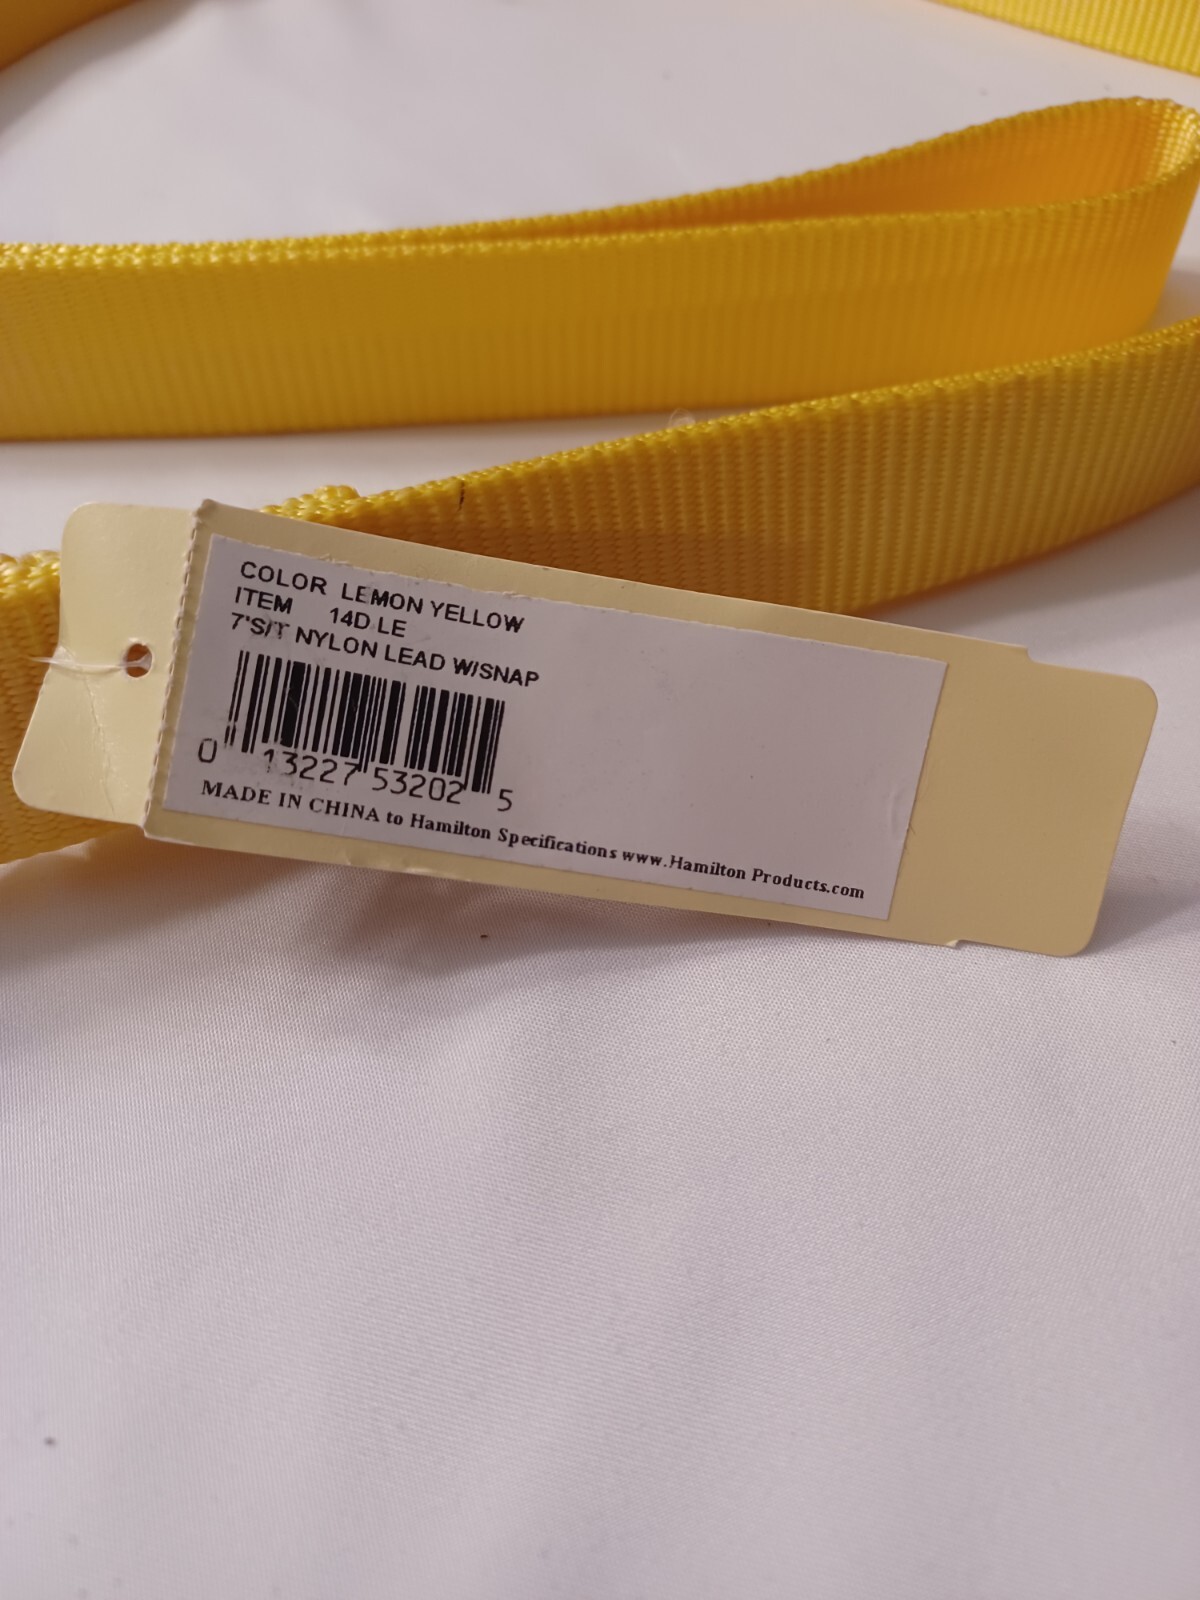 COLOR LEMON YELLOW
ITEM 14D LE
7'S/T NYLON LEAD W/SNAP
0 13227 53202 5
MADE IN CHINA to Hamilton Specifications www.Hamilton Products.com